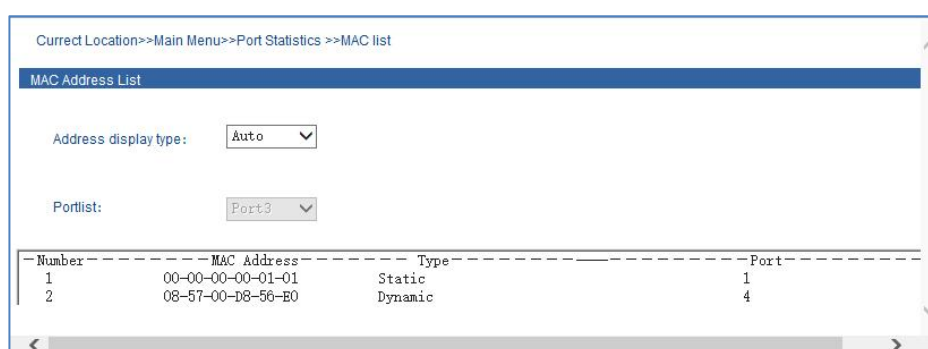 Currect Location>>Main Menu>>Port Statistics >>MAC list
MAC Address List
Address display type: Auto
Portlist: Port3
Number MAC Address Type Port
1 00-00-00-00-01-01 Static 1
2 08-57-00-D8-56-E0 Dynamic 4